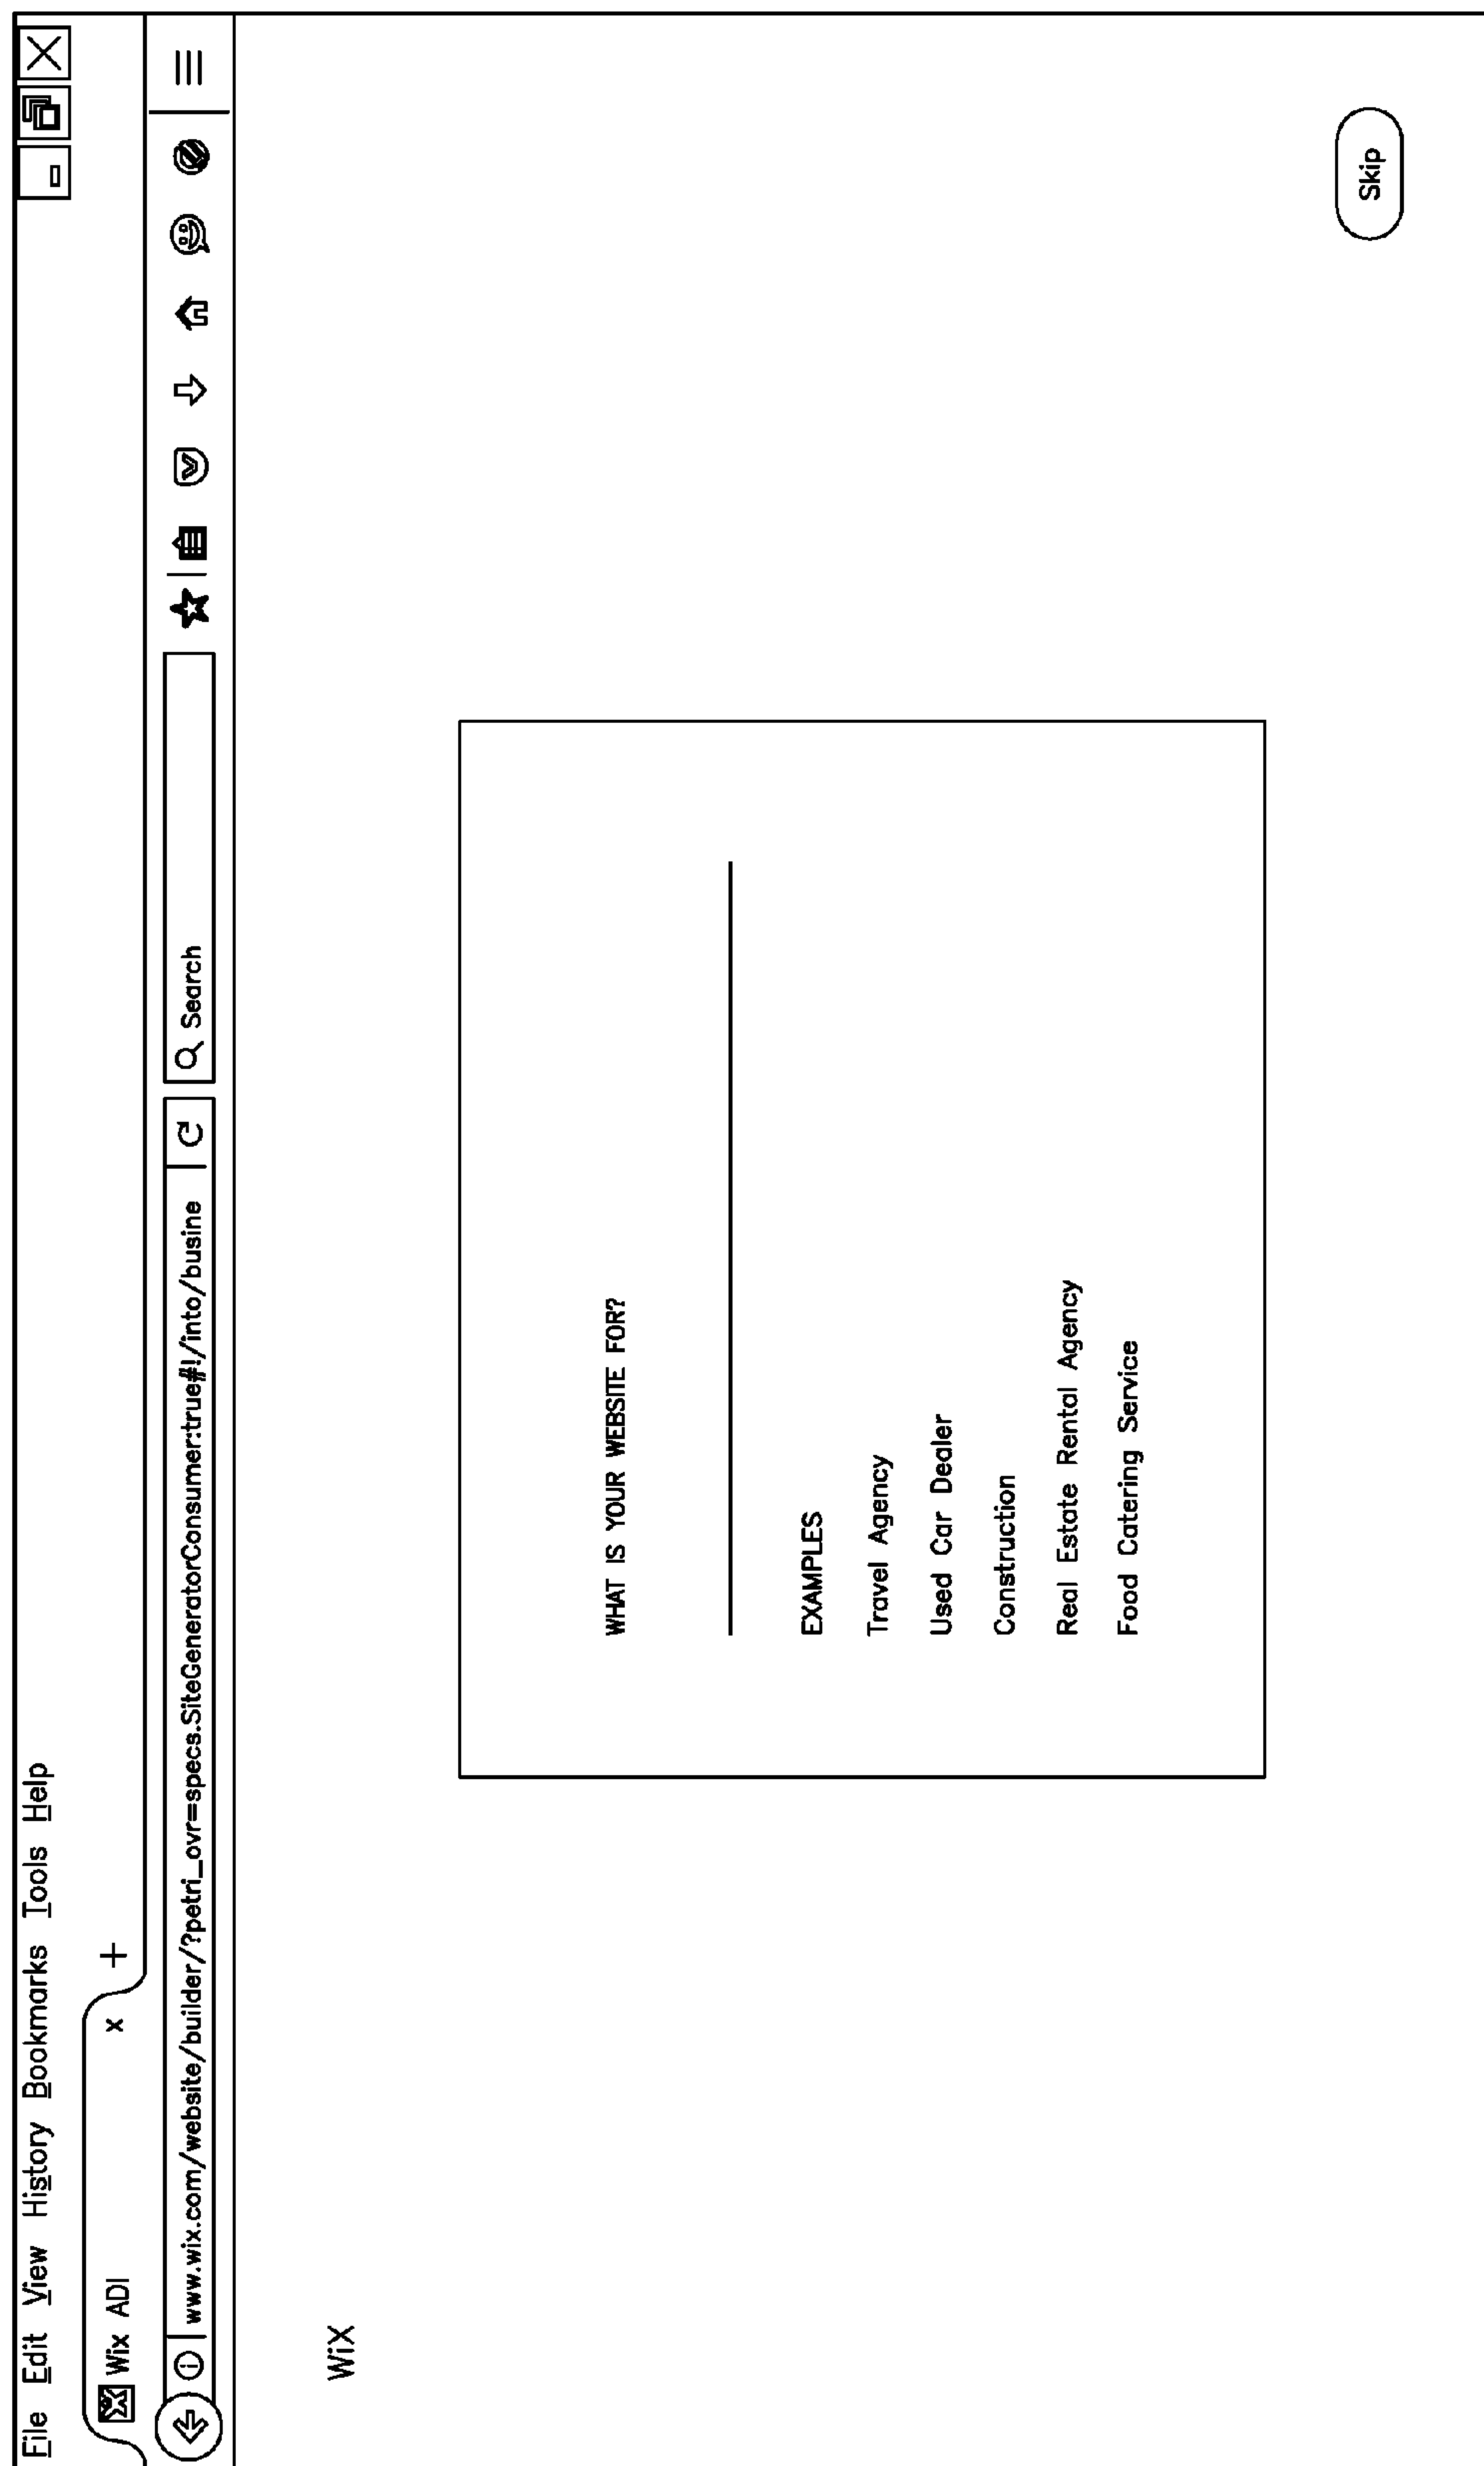 File Edit View History Bookmarks Tools Help
Wix ADI x +
www.wix.com/website/builder/?petri_ovr=specs.SiteGeneratorConsumer:true#!/into/busine
Search
WiX
WHAT IS YOUR WEBSITE FOR?
EXAMPLES
Travel Agency
Used Car Dealer
Construction
Real Estate Rental Agency
Food Catering Service
Skip